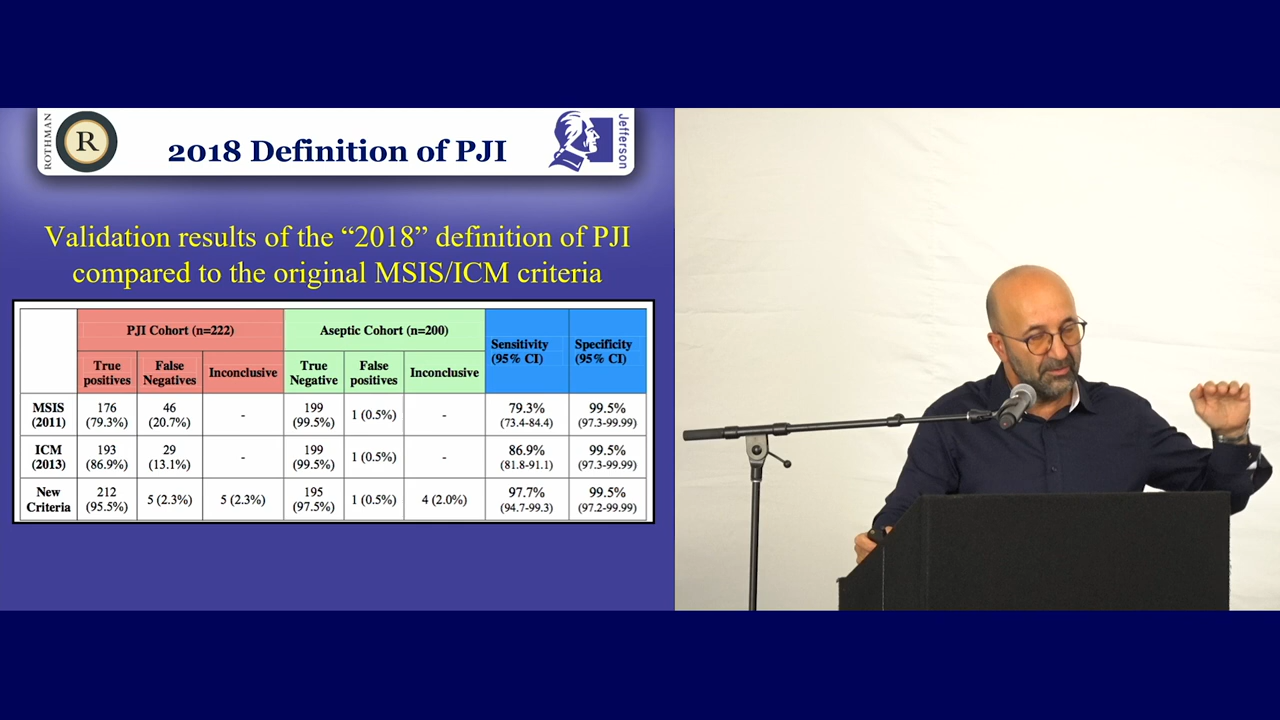 ROTHMAN
R
2018 Definition of PJI
Jefferson
Validation results of the “2018” definition of PJI
compared to the original MSIS/ICM criteria
PJI Cohort (n=222) Aseptic Cohort (n=200) Sensitivity (95% CI) Specificity (95% CI)
True positives False Negatives Inconclusive True Negative False positives Inconclusive
MSIS (2011) 176 (79.3%) 46 (20.7%) - 199 (99.5%) 1 (0.5%) - 79.3% (73.4-84.4) 99.5% (97.3-99.99)
ICM (2013) 193 (86.9%) 29 (13.1%) - 199 (99.5%) 1 (0.5%) - 86.9% (81.8-91.1) 99.5% (97.3-99.99)
New Criteria 212 (95.5%) 5 (2.3%) 5 (2.3%) 195 (97.5%) 1 (0.5%) 4 (2.0%) 97.7% (94.7-99.3) 99.5% (97.2-99.99)